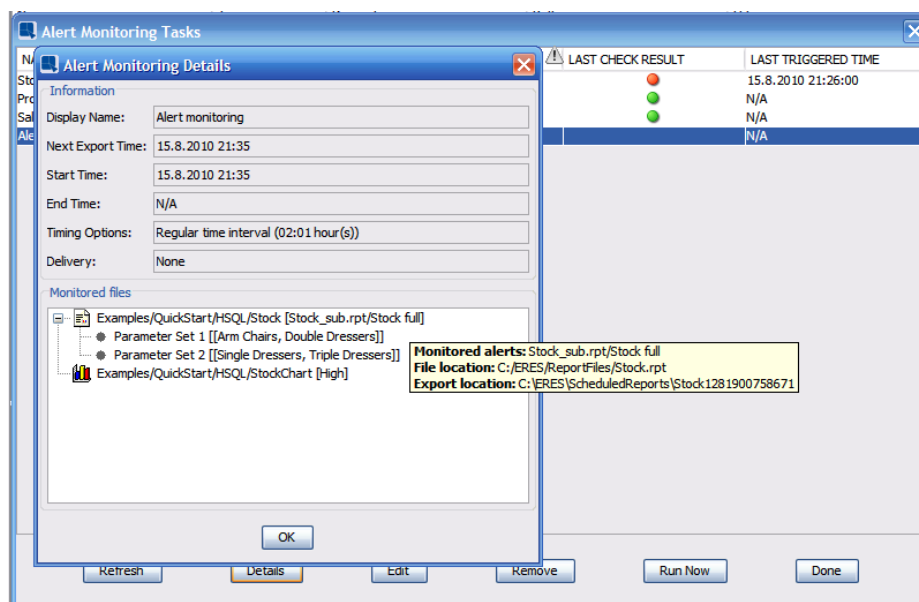 Alert Monitoring Tasks
LAST CHECK RESULT LAST TRIGGERED TIME
15.8.2010 21:26:00
N/A
N/A
N/A
Alert Monitoring Details
Information
Display Name: Alert monitoring
Next Export Time: 15.8.2010 21:35
Start Time: 15.8.2010 21:35
End Time: N/A
Timing Options: Regular time interval (02:01 hour(s))
Delivery: None
Monitored files
Examples/QuickStart/HSQL/Stock [Stock_sub.rpt/Stock full]
Parameter Set 1 [[Arm Chairs, Double Dressers]]
Parameter Set 2 [[Single Dressers, Triple Dressers]]
Examples/QuickStart/HSQL/StockChart [High]
Monitored alerts: Stock_sub.rpt/Stock full
File location: C:/ERES/ReportFiles/Stock.rpt
Export location: C:\ERES\ScheduledReports\Stock1281900758671
OK
Refresh Details Edit Remove Run Now Done